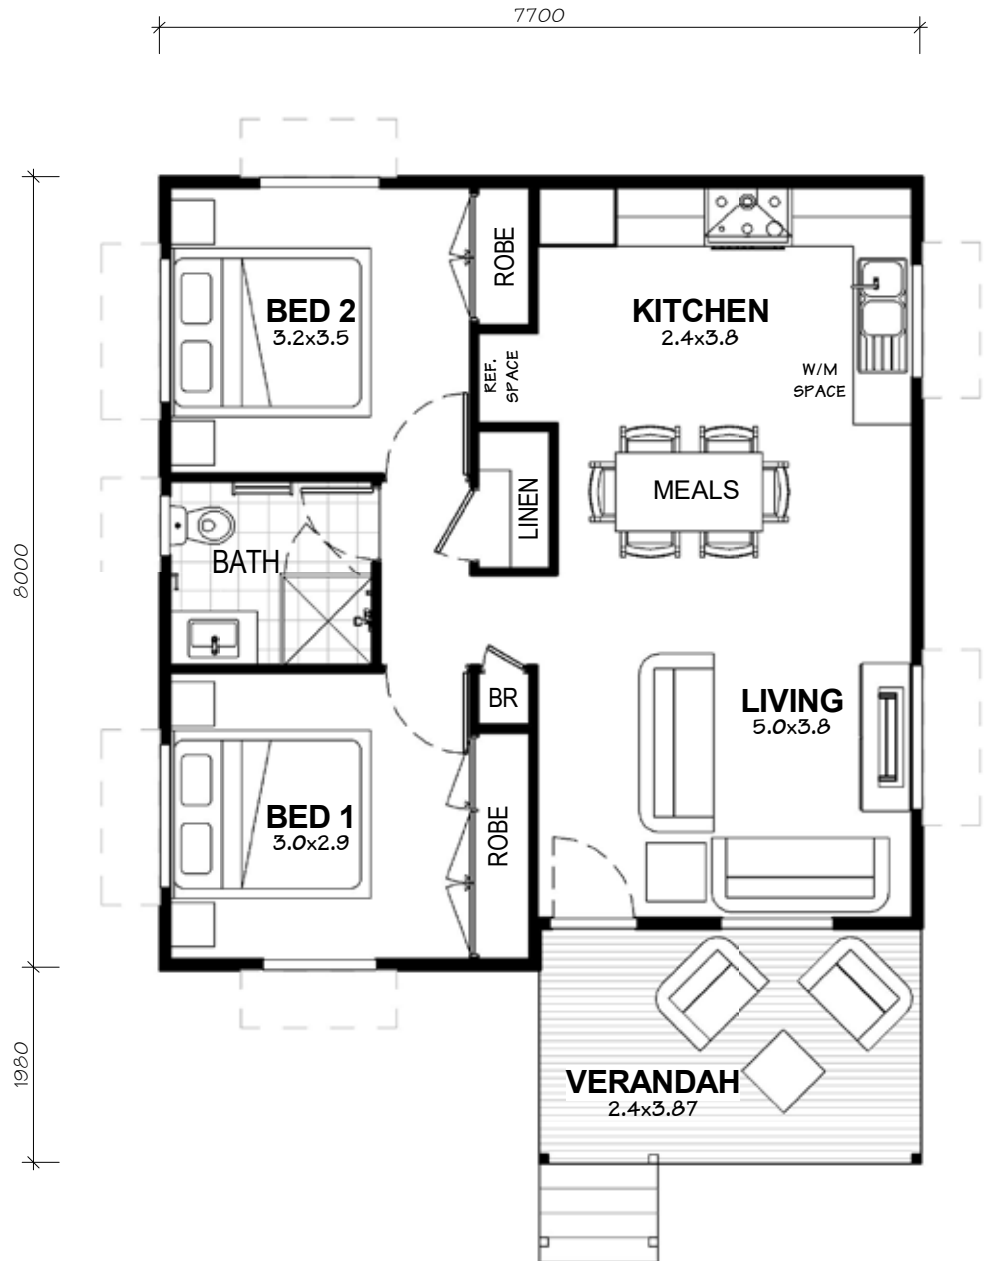 7700
ROBE
BED 2
3.2x3.5
KITCHEN
2.4x3.8
REF.
SPACE
W/M
SPACE
MEALS
LINEN
BATH
8000
BR
LIVING
5.0x3.8
BED 1
3.0x2.9
ROBE
1980
VERANDAH
2.4x3.87